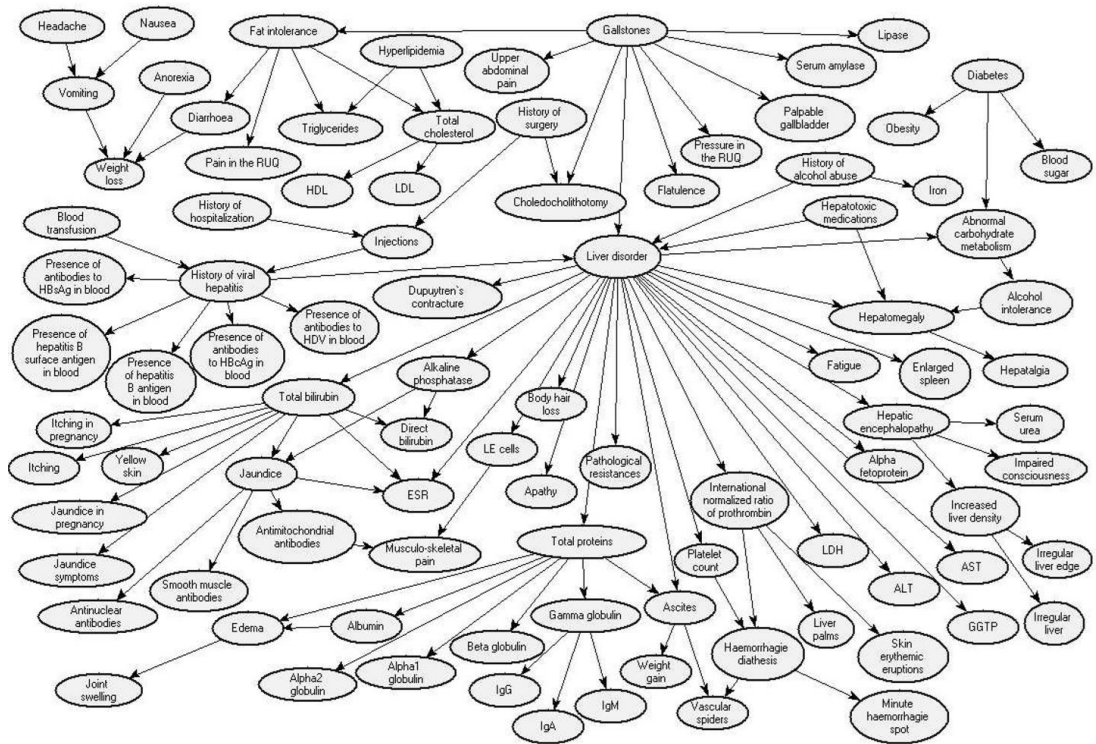 Headache
Nausea
Fat intolerance
Gallstones
Lipase
Hyperlipidemia
Upper
abdominal
pain
Serum amylase
Anorexia
Diabetes
Vomiting
Diarrhoea
Triglycerides
Total
cholesterol
History of
surgery
Palpable
gallbladder
Obesity
Pain in the RUQ
Pressure in
the RUQ
Weight
loss
HDL
LDL
Flatulence
History of
alcohol abuse
Blood
sugar
Iron
Choledocholithotomy
History of
hospitalization
Hepatotoxic
medications
Blood
transfusion
Injections
Abnormal
carbohydrate
metabolism
Liver disorder
Presence of
antibodies to
HBsAg in blood
History of viral
hepatitis
Dupuytren`s
contracture
Alcohol
intolerance
Hepatomegaly
Presence of
antibodies to
HDV in blood
Presence of
hepatitis B
surface antigen
in blood
Presence of
hepatitis
B antigen
in blood
Presence of
antibodies
to HBcAg in
blood
Alkaline
phosphatase
Fatigue
Enlarged
spleen
Hepatalgia
Total bilirubin
Body hair
loss
Direct
bilirubin
Hepatic
encephalopathy
Serum
urea
Itching in
pregnancy
Itching
Yellow
skin
Jaundice
LE cells
Pathological
resistances
Alpha
fetoprotein
Impaired
consciousness
ESR
Apathy
International
normalized ratio
of prothrombin
Increased
liver density
Jaundice in
pregnancy
Antimitochondrial
antibodies
Musculo-skeletal
pain
Total proteins
Platelet
count
LDH
Irregular
liver edge
Jaundice
symptoms
Smooth muscle
antibodies
ALT
AST
Antinuclear
antibodies
Edema
Albumin
Gamma globulin
Ascites
Liver
palms
GGTP
Irregular
liver
Beta globulin
Haemorrhagie
diathesis
Skin
erythemic
eruptions
Joint
swelling
Alpha2
globulin
Alpha1
globulin
Weight
gain
IgG
IgA
IgM
Vascular
spiders
Minute
haemorrhagie
spot